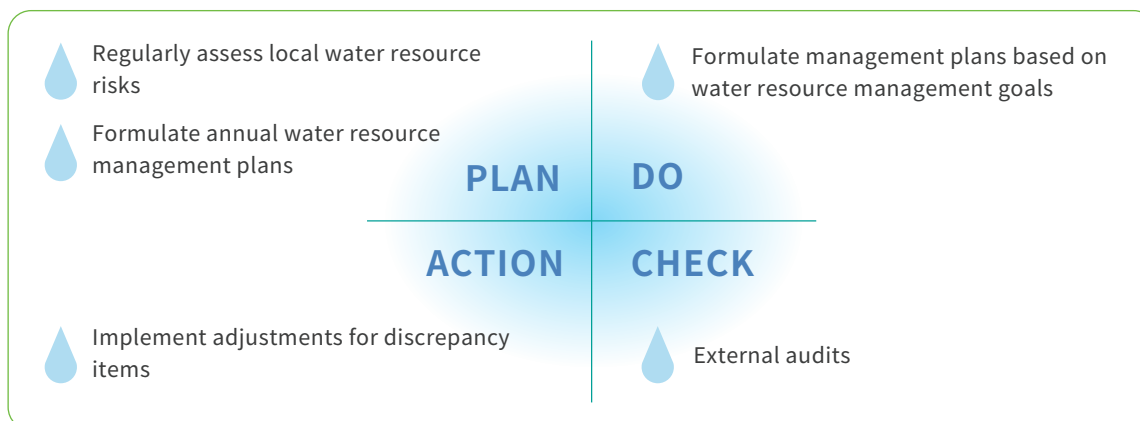 Regularly assess local water resource
risks
Formulate annual water resource
management plans
PLAN
Formulate management plans based on
water resource management goals
DO
ACTION
Implement adjustments for discrepancy
items
CHECK
External audits